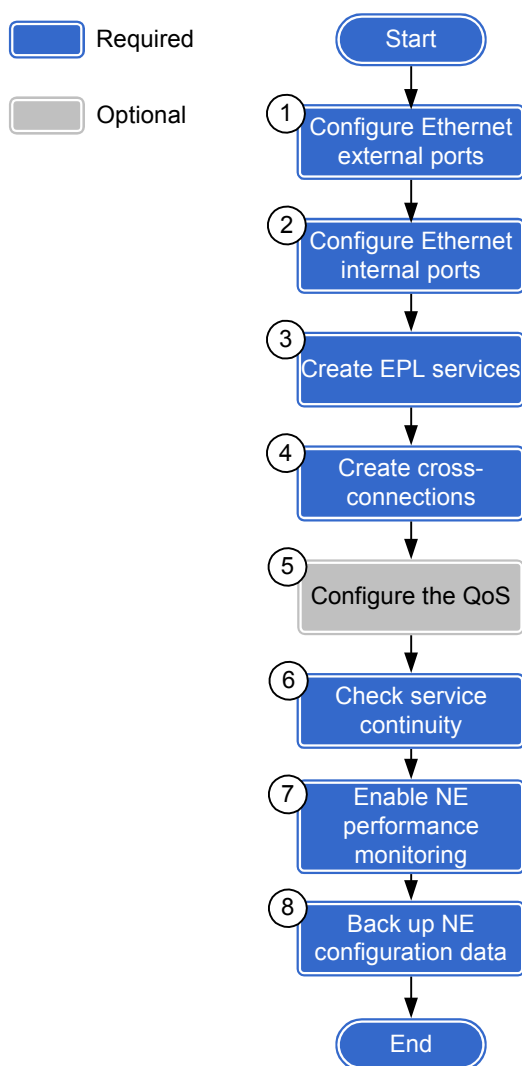 Required
Start
Optional
1
Configure Ethernet
external ports
2
Configure Ethernet
internal ports
3
Create EPL services
4
Create cross-
connections
5
Configure the QoS
6
Check service
continuity
7
Enable NE
performance
monitoring
8
Back up NE
configuration data
End